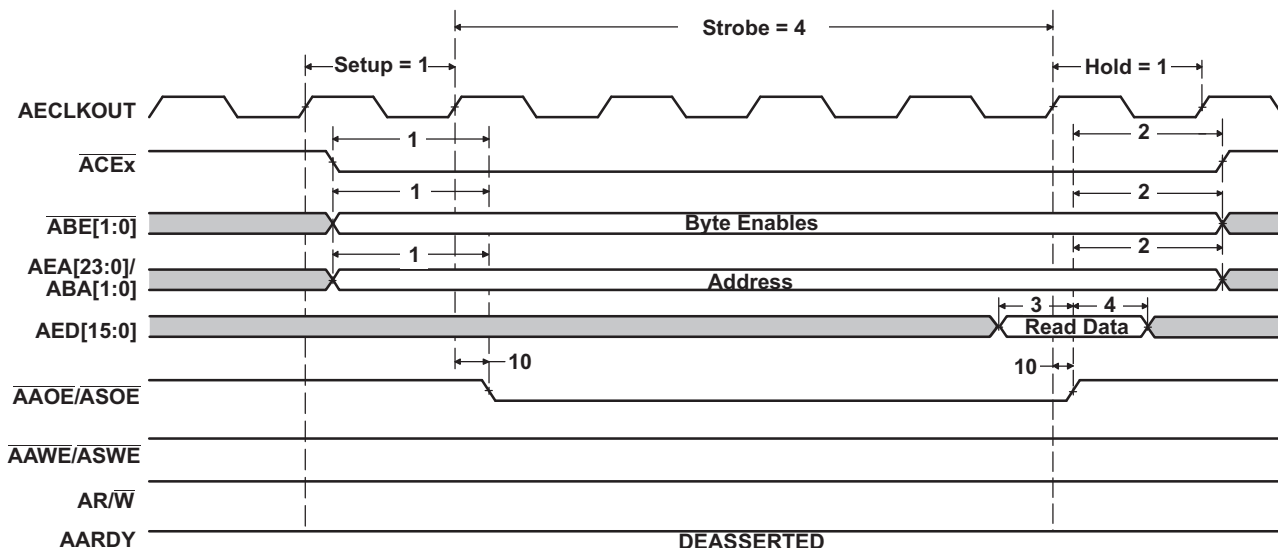 Strobe = 4
Setup = 1
Hold = 1
AECLKOUT
1
2
ACEx
1
2
ABE[1:0]
Byte Enables
1
2
AEA[23:0]/
ABA[1:0]
Address
3
4
AED[15:0]
Read Data
10
10
AAOE/ASOE
AAWE/ASWE
AR/W
AARDY
DEASSERTED